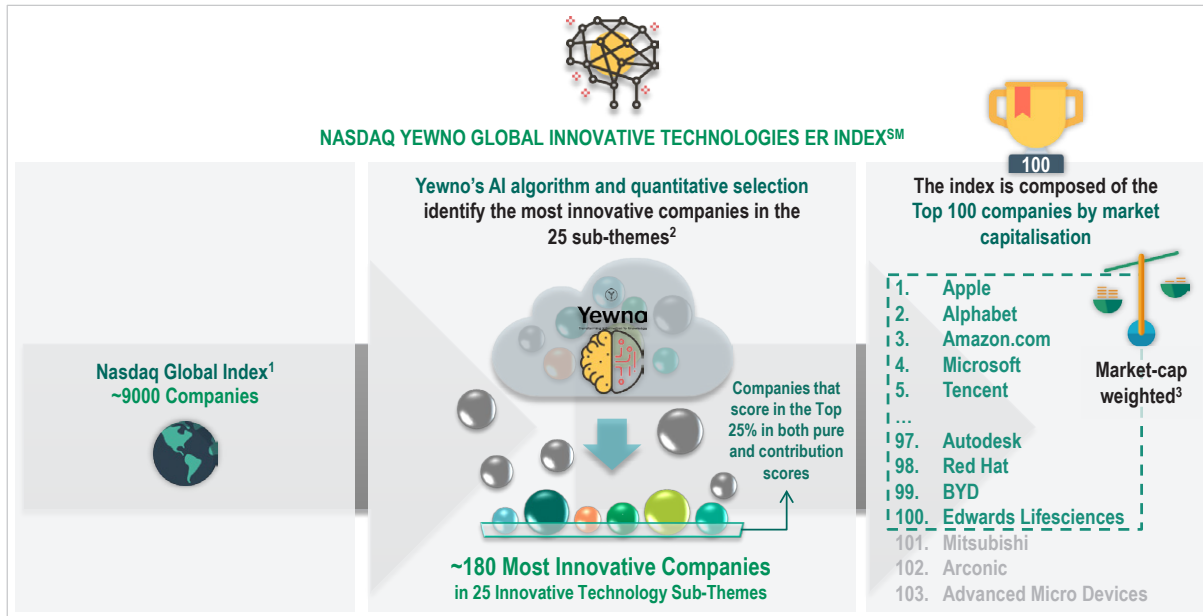 NASDAQ YEWNO GLOBAL INNOVATIVE TECHNOLOGIES ER INDEX℠
100
Nasdaq Global Index¹
~9000 Companies
Yewno's AI algorithm and quantitative selection
identify the most innovative companies in the
25 sub-themes²
Yewna
Companies that
score in the Top
25% in both pure
and contribution
scores
~180 Most Innovative Companies
in 25 Innovative Technology Sub-Themes
The index is composed of the
Top 100 companies by market
capitalisation
1. Apple
2. Alphabet
3. Amazon.com
4. Microsoft
5. Tencent
...
97. Autodesk
98. Red Hat
99. BYD
100. Edwards Lifesciences
101. Mitsubishi
102. Arconic
103. Advanced Micro Devices
Market-cap
weighted³